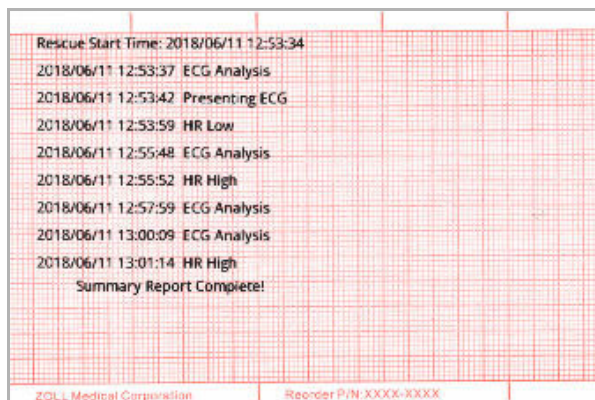 Rescue Start Time: 2018/06/11 12:53:34
2018/06/11 12:53:37 ECG Analysis
2018/06/11 12:53:42 Presenting ECG
2018/06/11 12:53:59 HR Low
2018/06/11 12:55:48 ECG Analysis
2018/06/11 12:55:52 HR High
2018/06/11 12:57:59 ECG Analysis
2018/06/11 13:00:09 ECG Analysis
2018/06/11 13:01:14 HR High
Summary Report Complete!
ZOLL Medical Corporation Reorder P/N:XXXX-XXXX